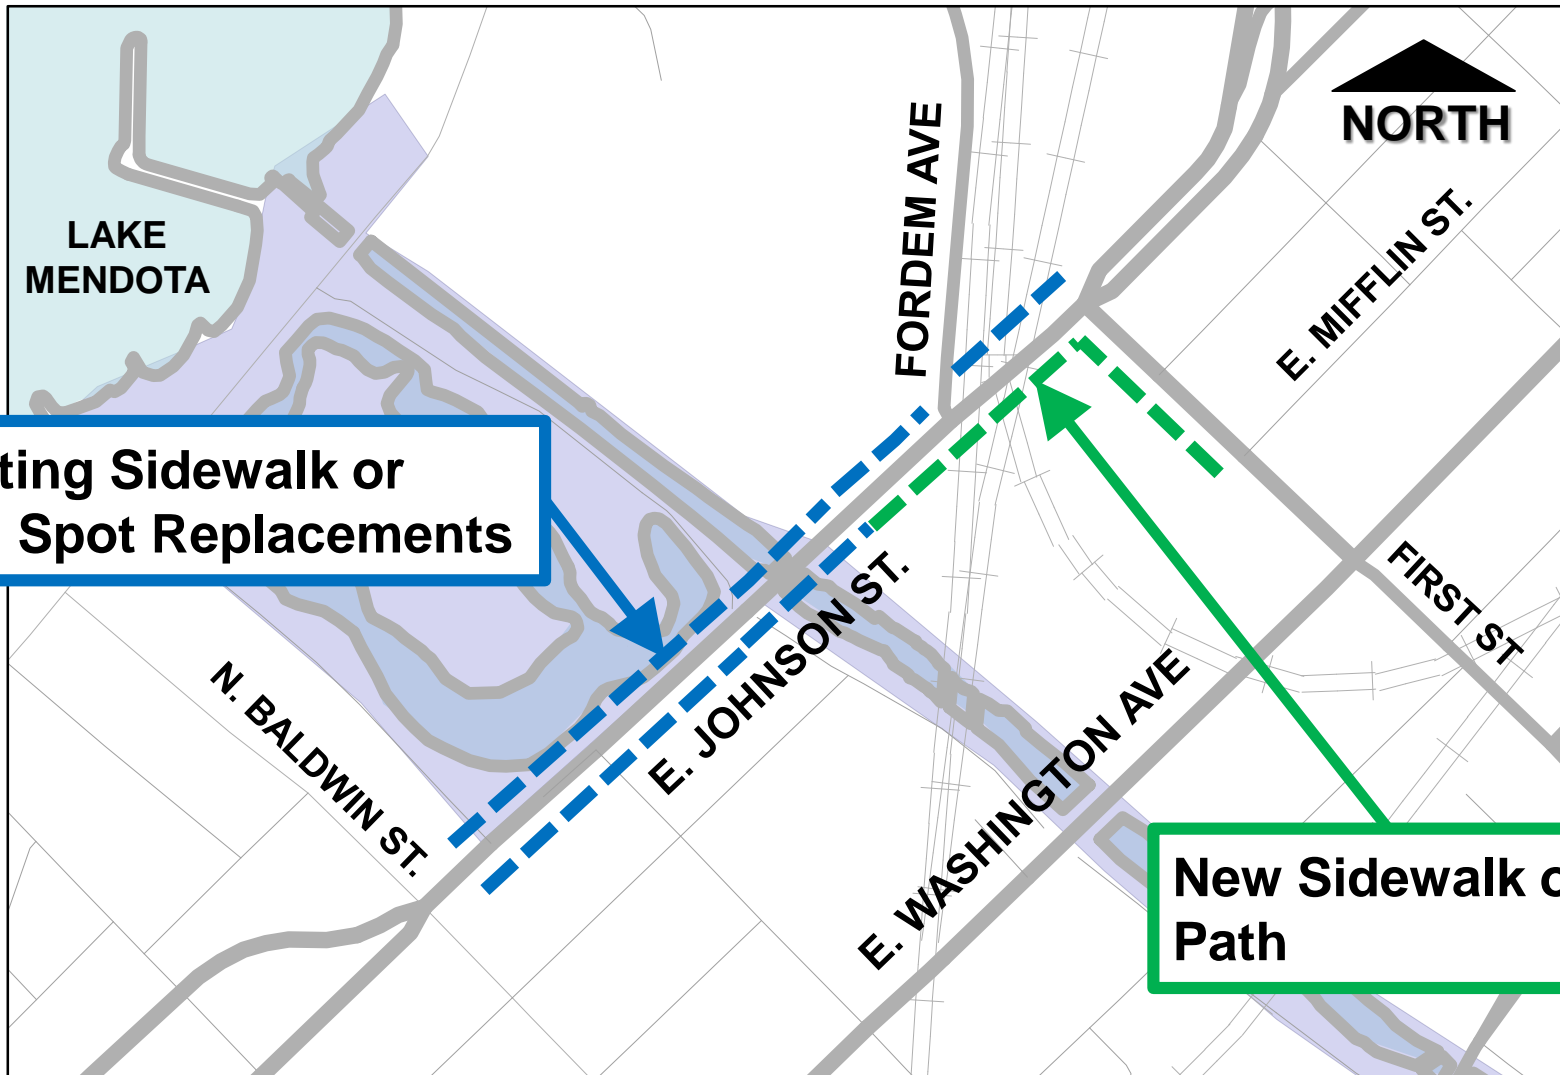 NORTH
FORDEM AVE
LAKE
MENDOTA
E. MIFFLIN ST.
ting Sidewalk or
Spot Replacements
E. JOHNSON ST.
FIRST ST
N. BALDWIN ST.
E. WASHINGTON AVE
New Sidewalk o
Path